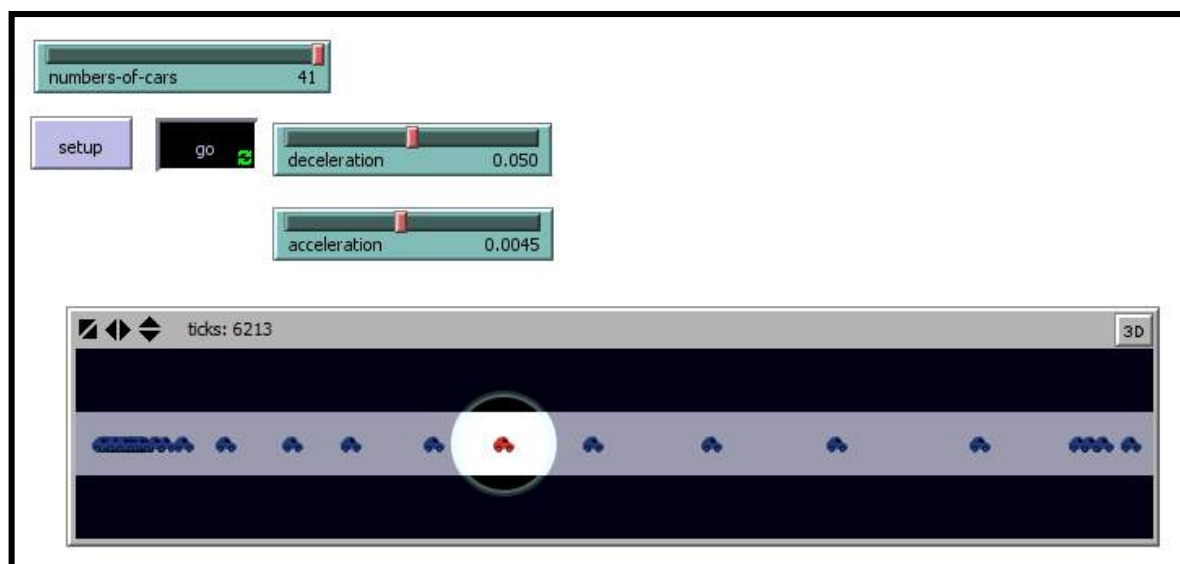 numbers-of-cars 41
setup
go
deceleration 0.050
acceleration 0.0045
ticks: 6213
3D